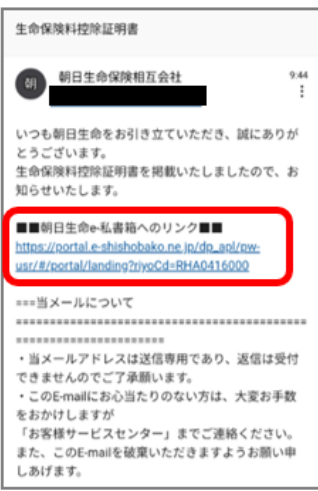 生命保険料控除証明書
朝
朝日生命保険相互会社
9:44
いつも朝日生命をお引き立ていただき、誠にありが
とうございます。
生命保険料控除証明書を掲載いたしましたので、お
知らせいたします。
■■朝日生命e-私書箱へのリンク■■
https://portal.e-shishobako.ne.jp/dp_apl/pw-
usr/#/portal/landing?riyoCd=RHA0416000
===当メールについて
==============================================
=======================
・当メールアドレスは送信専用であり、返信は受付
できませんのでご了承願います。
・このE-mailにお心当たりのない方は、大変お手数
をおかけしますが
「お客様サービスセンター」までご連絡ください。
また、このE-mailを破棄いただきますようお願い申
しあげます。